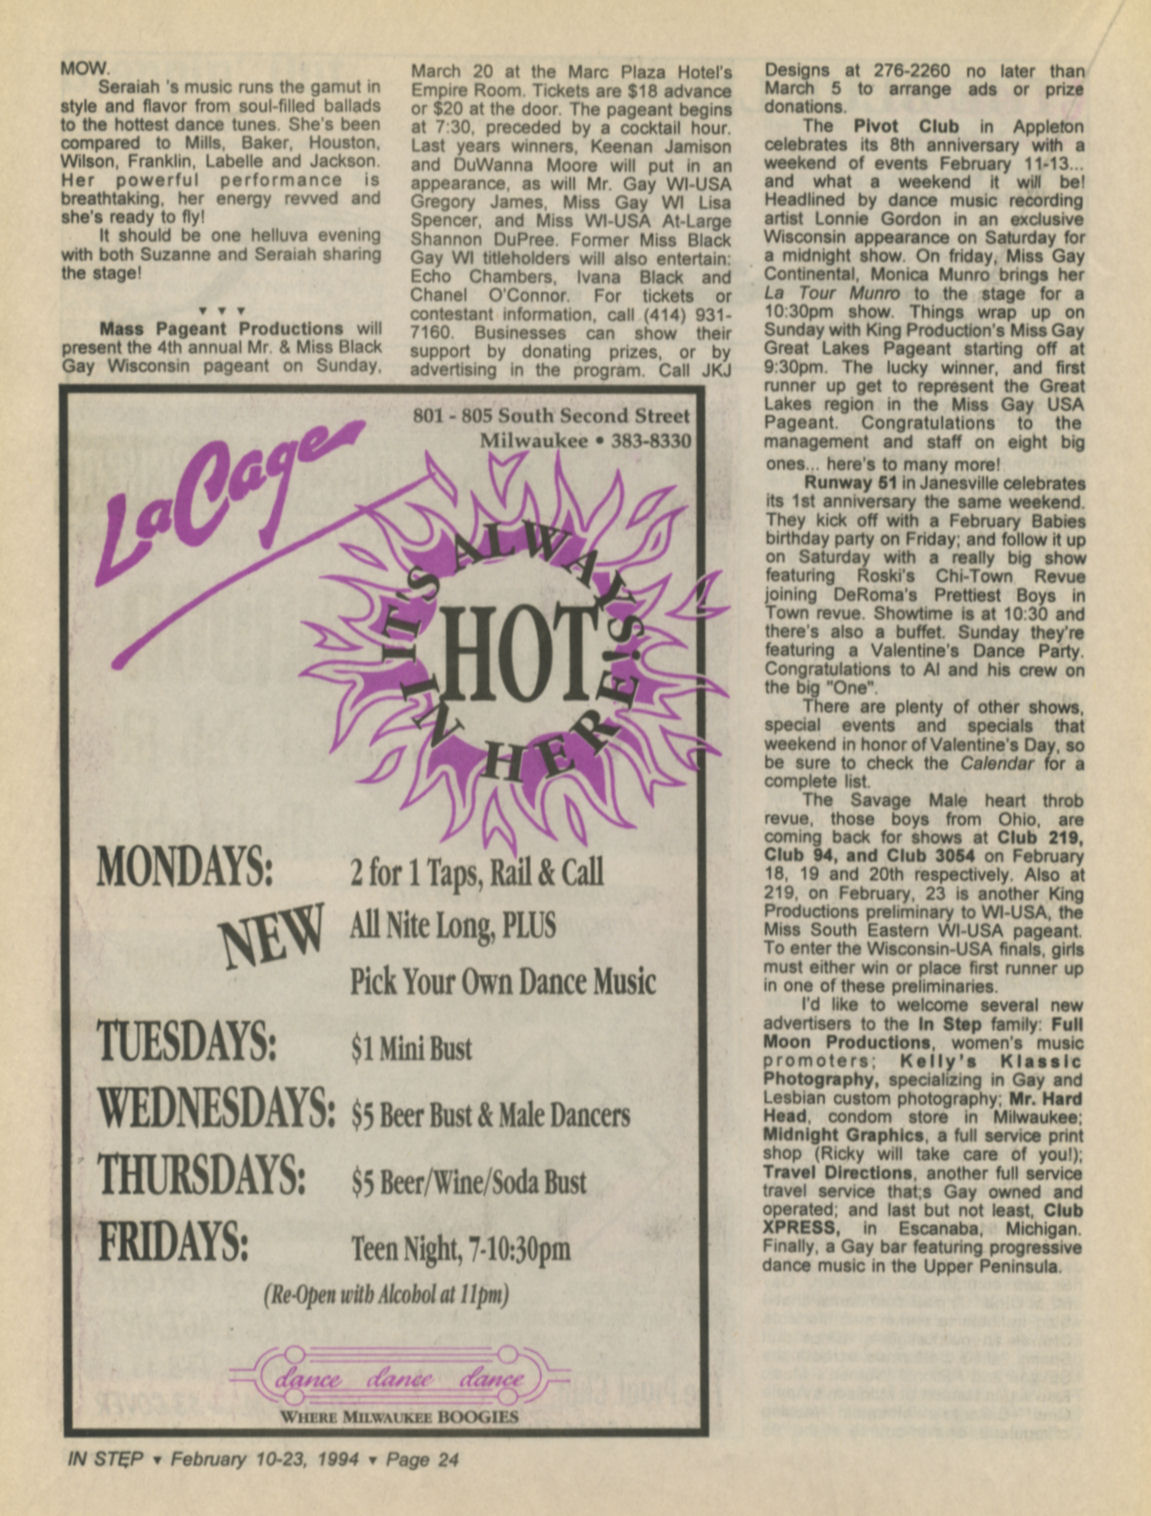 MOW.
Seraiah 's music runs the gamut in
style and flavor from soul-filled ballads
to the hottest dance tunes. She's been
compared to Mills, Baker, Houston,
Wilson, Franklin, Labelle and Jackson.
Her powerful performance is
breathtaking, her energy revved and
she's ready to fly!
It should be one helluva evening
with both Suzanne and Seraiah sharing
the stage!
▼ ▼ ▼
Mass Pageant Productions will
present the 4th annual Mr. & Miss Black
Gay Wisconsin pageant on Sunday,
March 20 at the Marc Plaza Hotel's
Empire Room. Tickets are $18 advance
or $20 at the door. The pageant begins
at 7:30, preceded by a cocktail hour.
Last years winners, Keenan Jamison
and DuWanna Moore will put in an
appearance, as will Mr. Gay WI-USA
Gregory James, Miss Gay WI Lisa
Spencer, and Miss WI-USA At-Large
Shannon DuPree. Former Miss Black
Gay WI titleholders will also entertain:
Echo Chambers, Ivana Black and
Chanel O'Connor. For tickets or
contestant information, call (414) 931-
7160. Businesses can show their
support by donating prizes, or by
advertising in the program. Call JKJ
Designs at 276-2260 no later than
March 5 to arrange ads or prize
donations.
The Pivot Club in Appleton
celebrates its 8th anniversary with a
weekend of events February 11-13...
and what a weekend it will be!
Headlined by dance music recording
artist Lonnie Gordon in an exclusive
Wisconsin appearance on Saturday for
a midnight show. On friday, Miss Gay
Continental, Monica Munro brings her
La Tour Munro to the stage for a
10:30pm show. Things wrap up on
Sunday with King Production's Miss Gay
Great Lakes Pageant starting off at
9:30pm. The lucky winner, and first
runner up get to represent the Great
Lakes region in the Miss Gay USA
Pageant. Congratulations to the
management and staff on eight big
ones... here's to many more!
Runway 51 in Janesville celebrates
its 1st anniversary the same weekend.
They kick off with a February Babies
birthday party on Friday; and follow it up
on Saturday with a really big show
featuring Roski's Chi-Town Revue
joining DeRoma's Prettiest Boys in
Town revue. Showtime is at 10:30 and
there's also a buffet. Sunday they're
featuring a Valentine's Dance Party.
Congratulations to Al and his crew on
the big "One".
There are plenty of other shows,
special events and specials that
weekend in honor of Valentine's Day, so
be sure to check the Calendar for a
complete list.
The Savage Male heart throb
revue, those boys from Ohio, are
coming back for shows at Club 219,
Club 94, and Club 3054 on February
18, 19 and 20th respectively. Also at
219, on February, 23 is another King
Productions preliminary to WI-USA, the
Miss South Eastern WI-USA pageant.
To enter the Wisconsin-USA finals, girls
must either win or place first runner up
in one of these preliminaries.
I'd like to welcome several new
advertisers to the In Step family: Full
Moon Productions, women's music
promoters; Kelly's Klassic
Photography, specializing in Gay and
Lesbian custom photography; Mr. Hard
Head, condom store in Milwaukee;
Midnight Graphics, a full service print
shop (Ricky will take care of you!);
Travel Directions, another full service
travel service that;s Gay owned and
operated; and last but not least, Club
XPRESS, in Escanaba, Michigan.
Finally, a Gay bar featuring progressive
dance music in the Upper Peninsula.
801 - 805 South Second Street
Milwaukee • 383-8330
LaCage
IT'S ALWAYS
HOT
IN HERE!
MONDAYS: 2 for 1 Taps, Rail & Call
NEW All Nite Long, PLUS
Pick Your Own Dance Music
TUESDAYS: $1 Mini Bust
WEDNESDAYS: $5 Beer Bust & Male Dancers
THURSDAYS: $5 Beer/Wine/Soda Bust
FRIDAYS: Teen Night, 7-10:30pm
(Re-Open with Alcohol at 11pm)
dance dance dance
WHERE MILWAUKEE BOOGIES
IN STEP ▼ February 10-23, 1994 ▼ Page 24